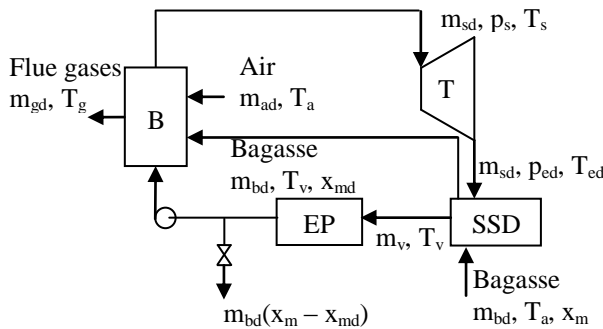 m_sd, p_s, T_s
Flue gases
m_gd, T_g
B
Air
m_ad, T_a
T
Bagasse
m_bd, T_v, x_md
m_sd, p_ed, T_ed
EP
m_v, T_v
SSD
Bagasse
m_bd, T_a, x_m
m_bd(x_m – x_md)